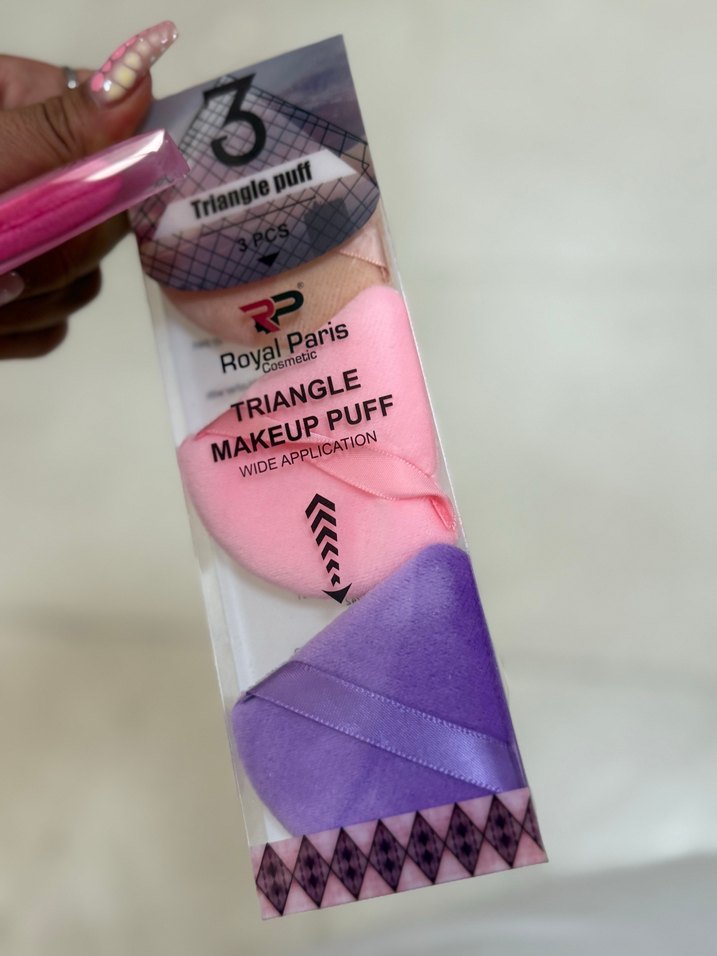 3
Triangle puff
3 PCS
RP®
Royal Paris
Cosmetic
TRIANGLE
MAKEUP PUFF
WIDE APPLICATION